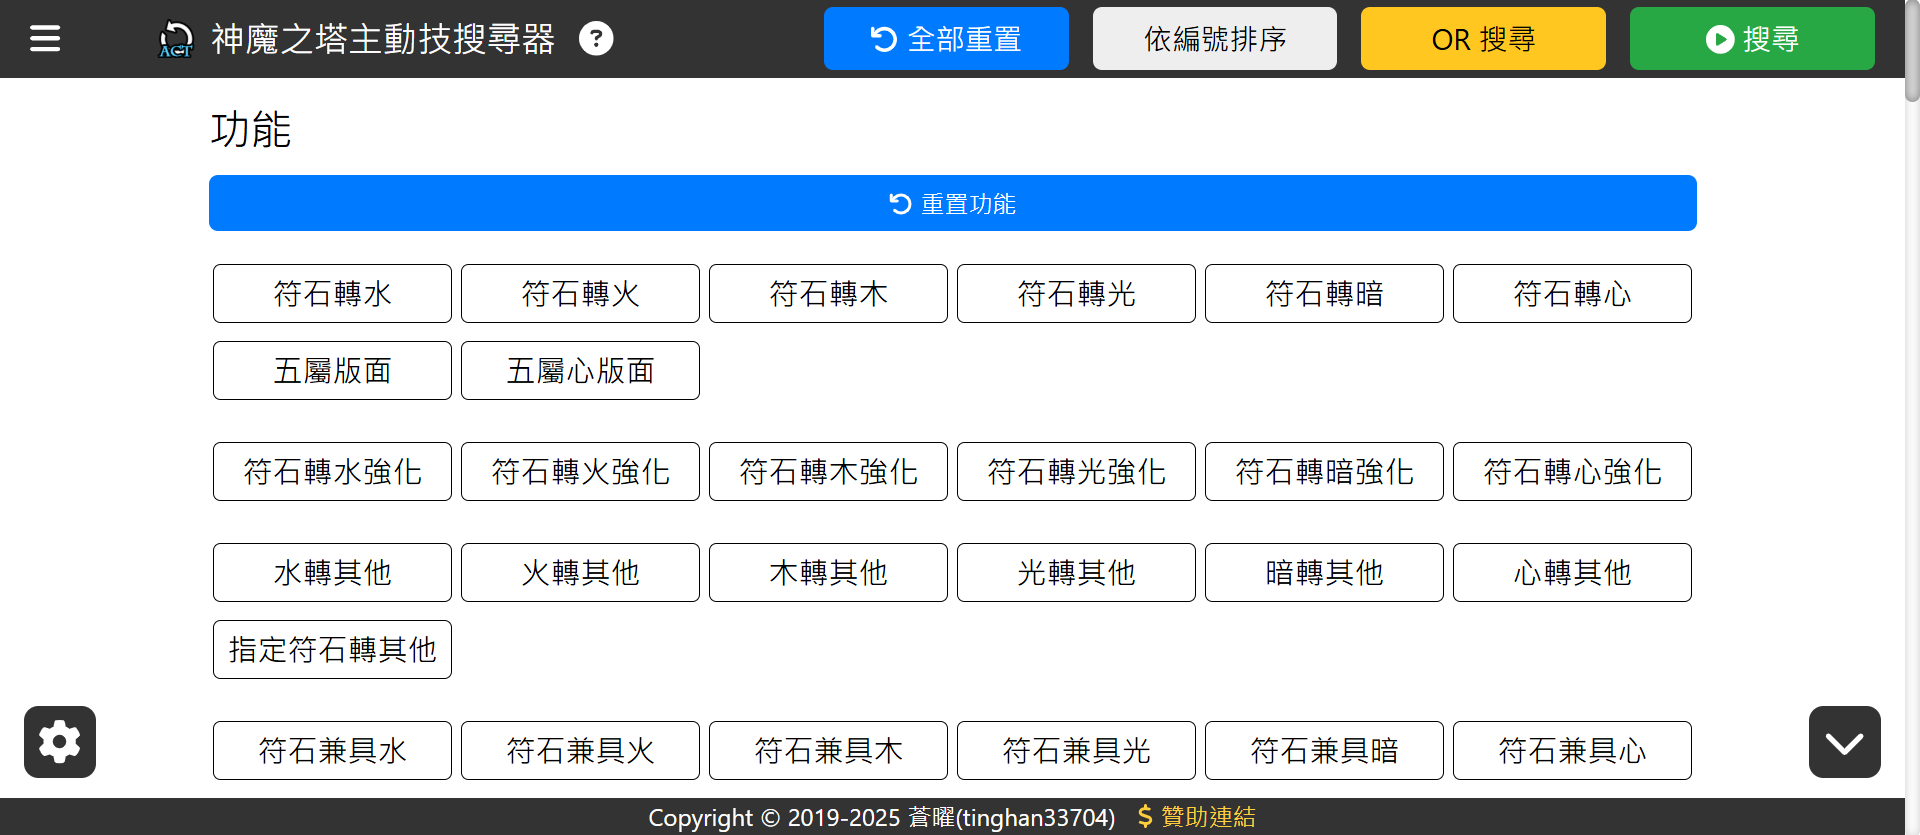 ACT 神魔之塔主動技搜尋器 ? 全部重置 依編號排序 OR 搜尋 搜尋
功能
重置功能
符石轉水 符石轉火 符石轉木 符石轉光 符石轉暗 符石轉心
五屬版面 五屬心版面
符石轉水強化 符石轉火強化 符石轉木強化 符石轉光強化 符石轉暗強化 符石轉心強化
水轉其他 火轉其他 木轉其他 光轉其他 暗轉其他 心轉其他
指定符石轉其他
符石兼具水 符石兼具火 符石兼具木 符石兼具光 符石兼具暗 符石兼具心
Copyright © 2019-2025 蒼曜(tinghan33704) $ 贊助連結